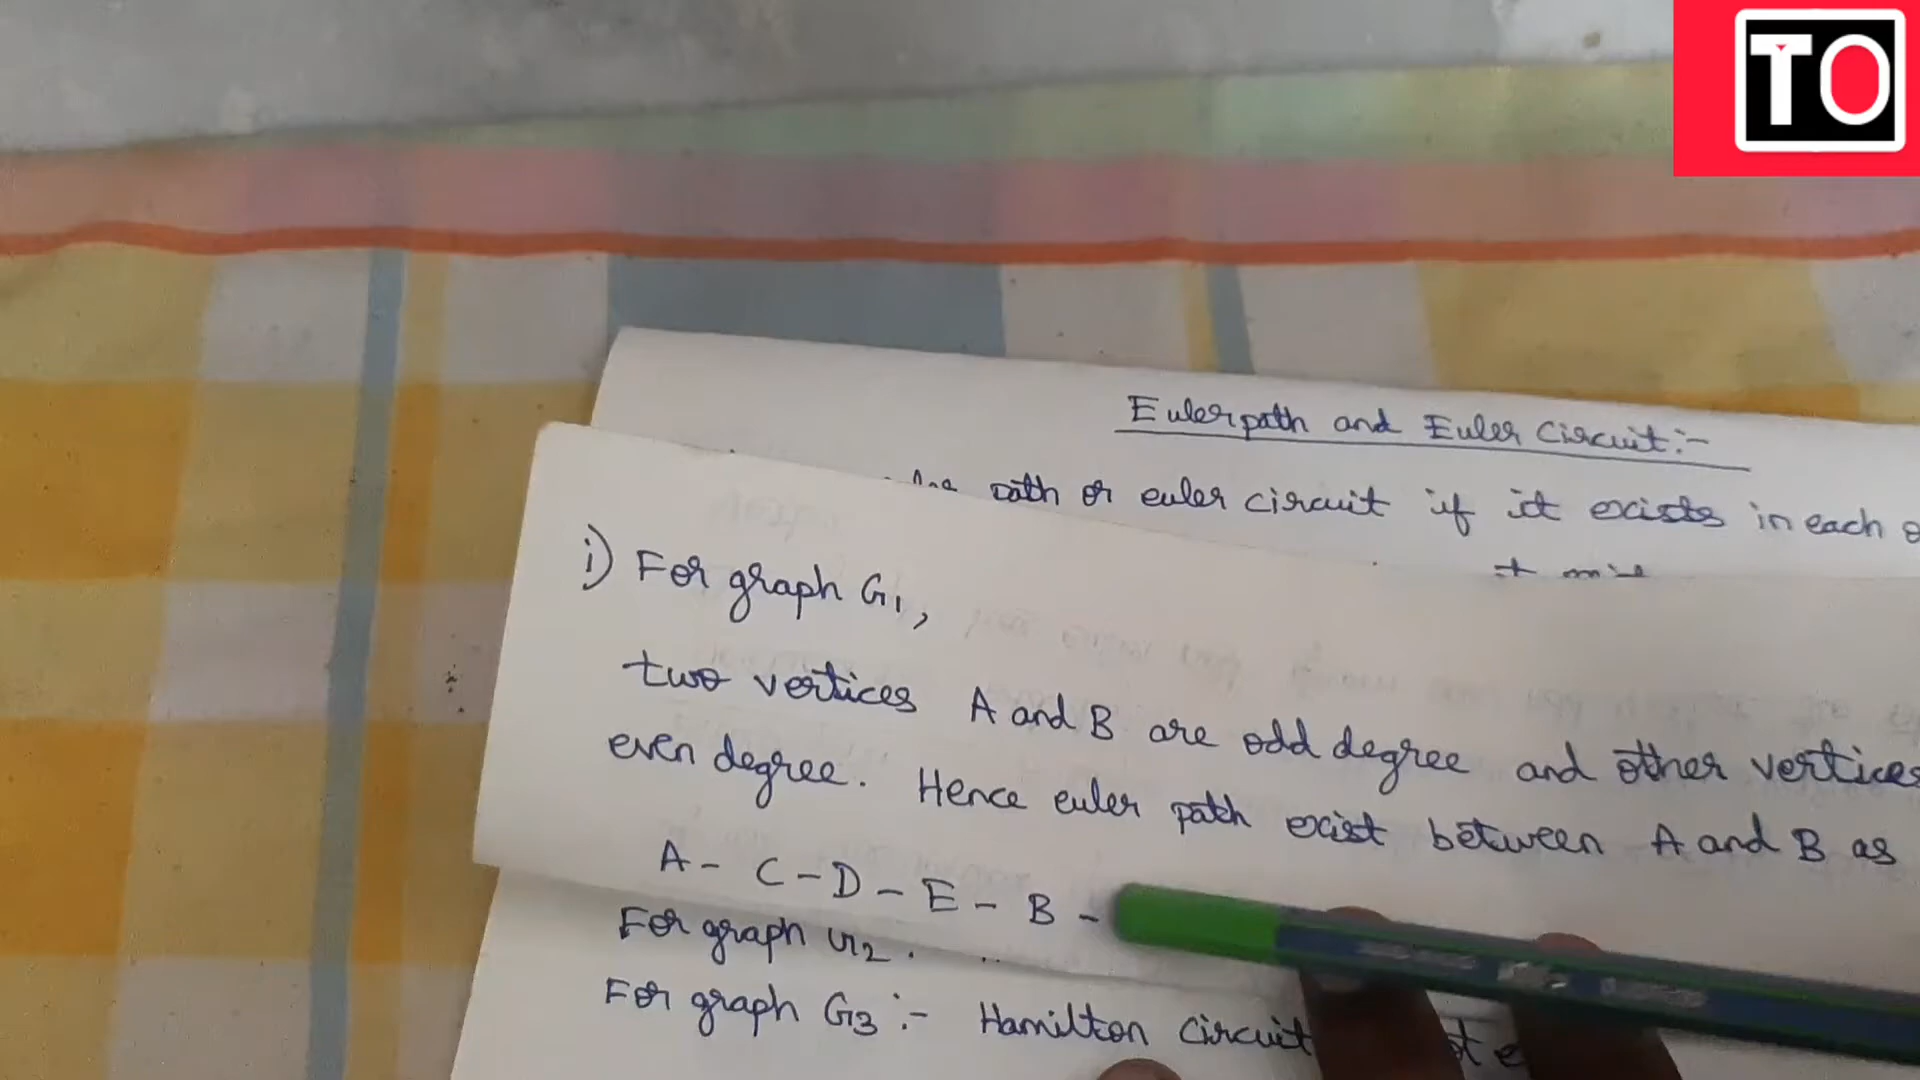 TO
Euler path and Euler Circuit:-
path or euler circuit if it exists in each
i) For graph G1,
two vertices A and B are odd degree and other vertices
even degree. Hence euler path exist between A and B as
A - C - D - E - B -
For graph G2.
For graph G3 :- Hamilton Circuit